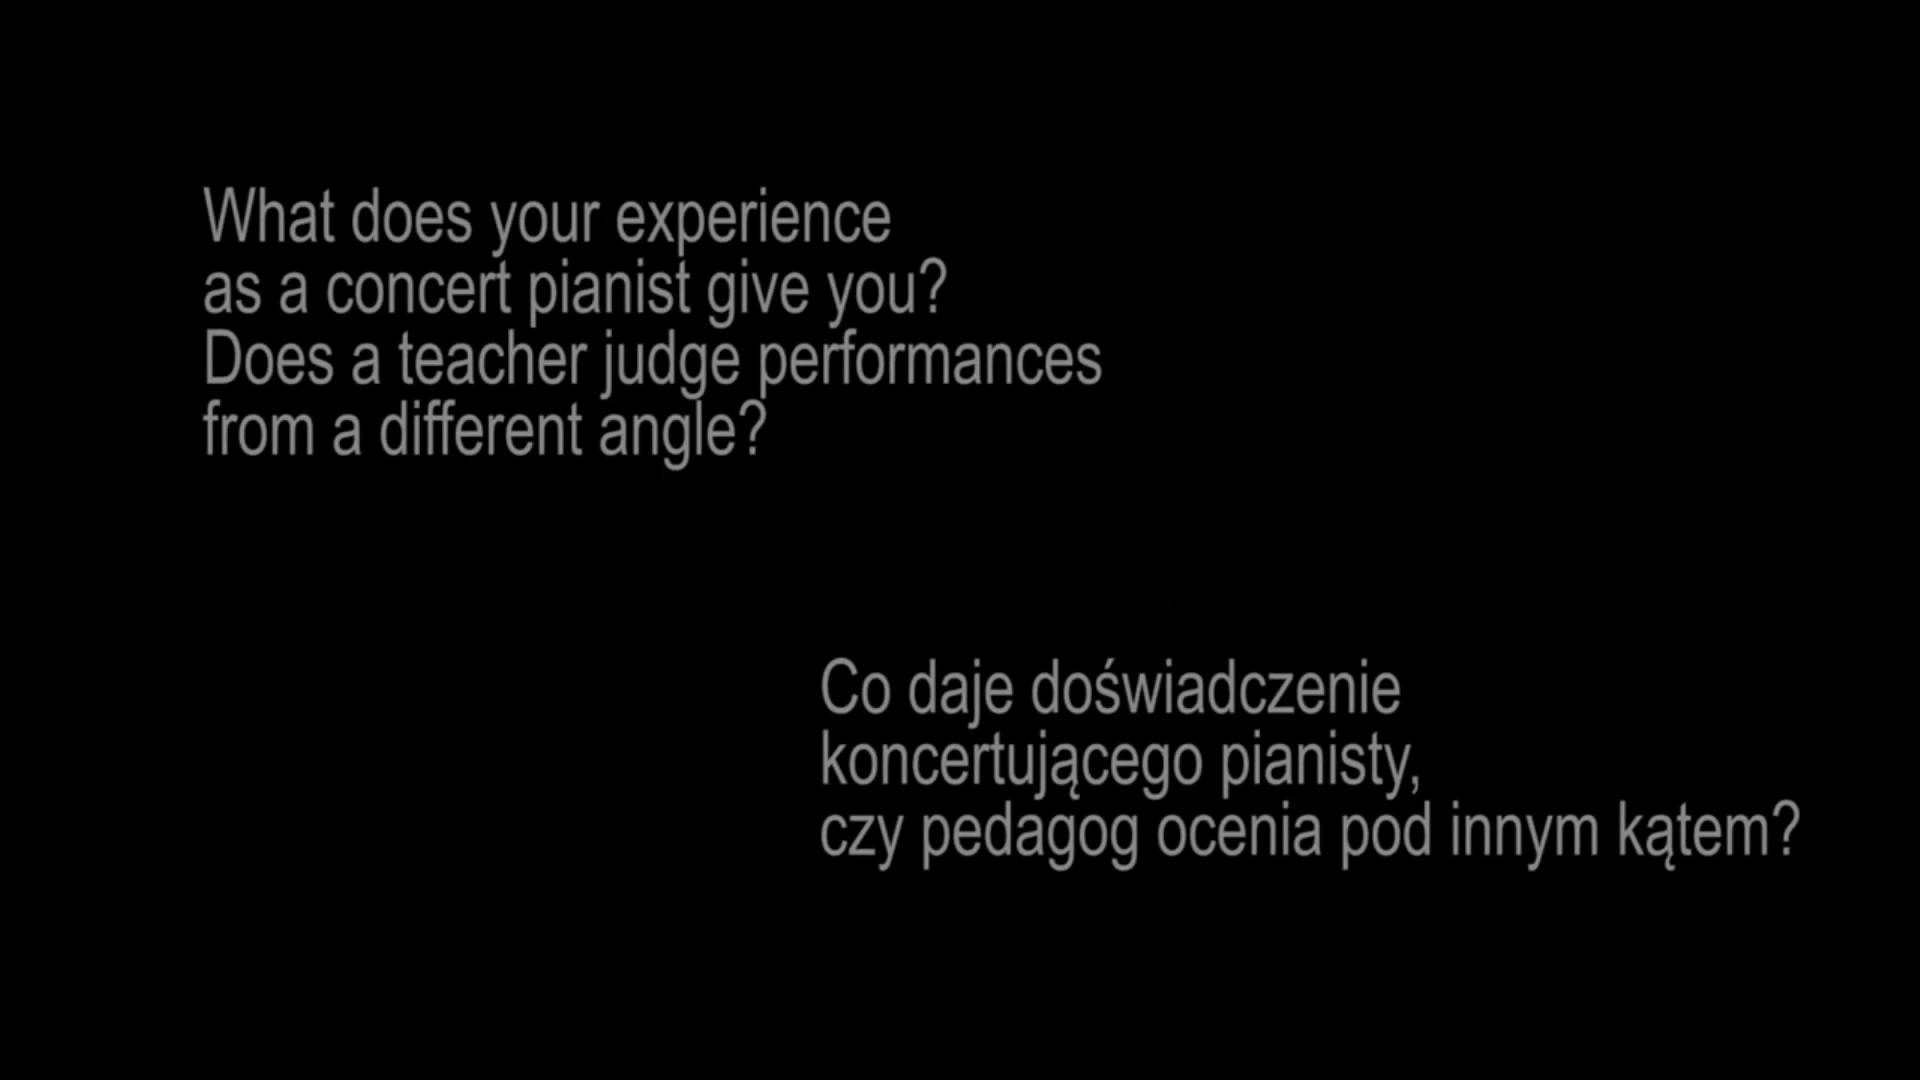 What does your experience
as a concert pianist give you?
Does a teacher judge performances
from a different angle?
Co daje doświadczenie
koncertującego pianisty,
czy pedagog ocenia pod innym kątem?